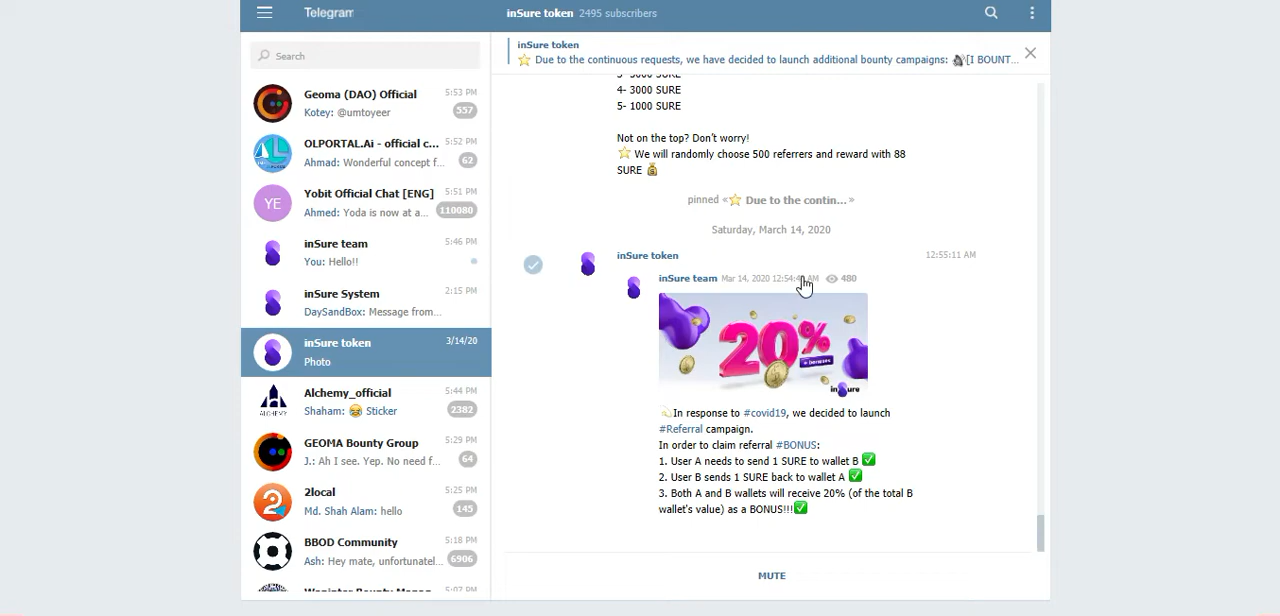 Telegram
inSure token 2495 subscribers
Search
inSure token
⭐ Due to the continuous requests, we have decided to launch additional bounty campaigns: [I BOUNT...
Geoma (DAO) Official 5:53 PM
Kotey: @umtoyeer 557
OLPORTAL.Ai - official c... 5:52 PM
Ahmad: Wonderful concept f... 62
YE
Yobit Official Chat [ENG] 5:51 PM
Ahmed: Yoda is now at a... 110080
inSure team 5:46 PM
You: Hello!!
inSure System 2:15 PM
DaySandBox: Message from...
inSure token 3/14/20
Photo
ALCHEMY
Alchemy_official 5:44 PM
Shaham: 😂 Sticker 2382
GEOMA Bounty Group 5:29 PM
J.: Ah I see. Yep. No need f... 64
2local 5:25 PM
Md. Shah Alam: hello 145
BBOD Community 5:18 PM
Ash: Hey mate, unfortunatel... 6906
5:07 PM
4- 3000 SURE
5- 1000 SURE
Not on the top? Don't worry!
⭐ We will randomly choose 500 referrers and reward with 88
SURE 💰
pinned «⭐ Due to the contin... »
Saturday, March 14, 2020
inSure token 12:55:11 AM
inSure team Mar 14, 2020 12:54:4 AM 480
20%
+ bonuses
inSure
💫In response to #covid19, we decided to launch
#Referral campaign.
In order to claim referral #BONUS:
1. User A needs to send 1 SURE to wallet B ✅
2. User B sends 1 SURE back to wallet A ✅
3. Both A and B wallets will receive 20% (of the total B
wallet's value) as a BONUS!!!✅
MUTE